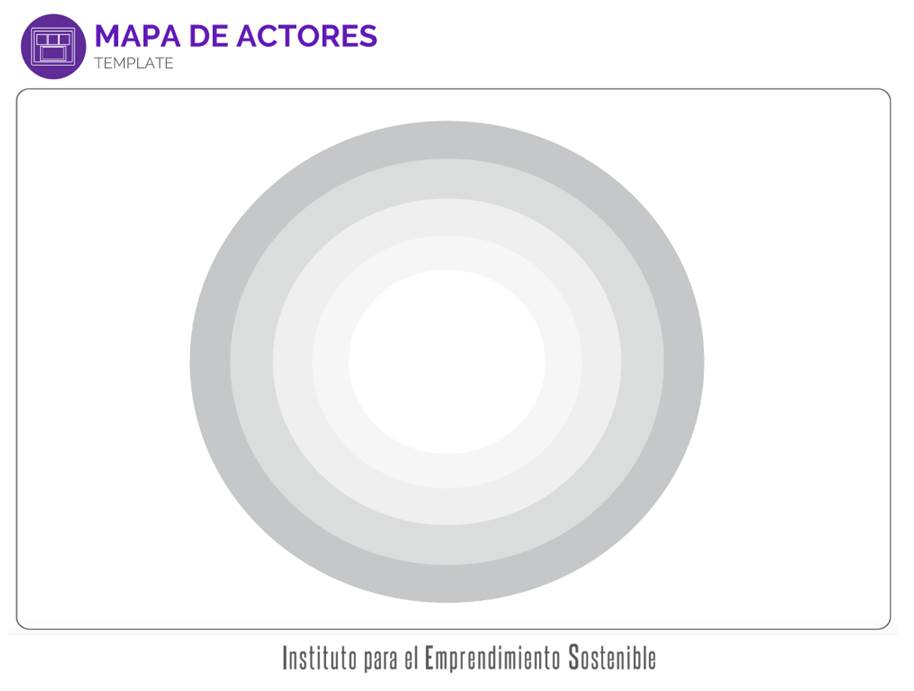 MAPA DE ACTORES
TEMPLATE
Instituto para el Emprendimiento Sostenible